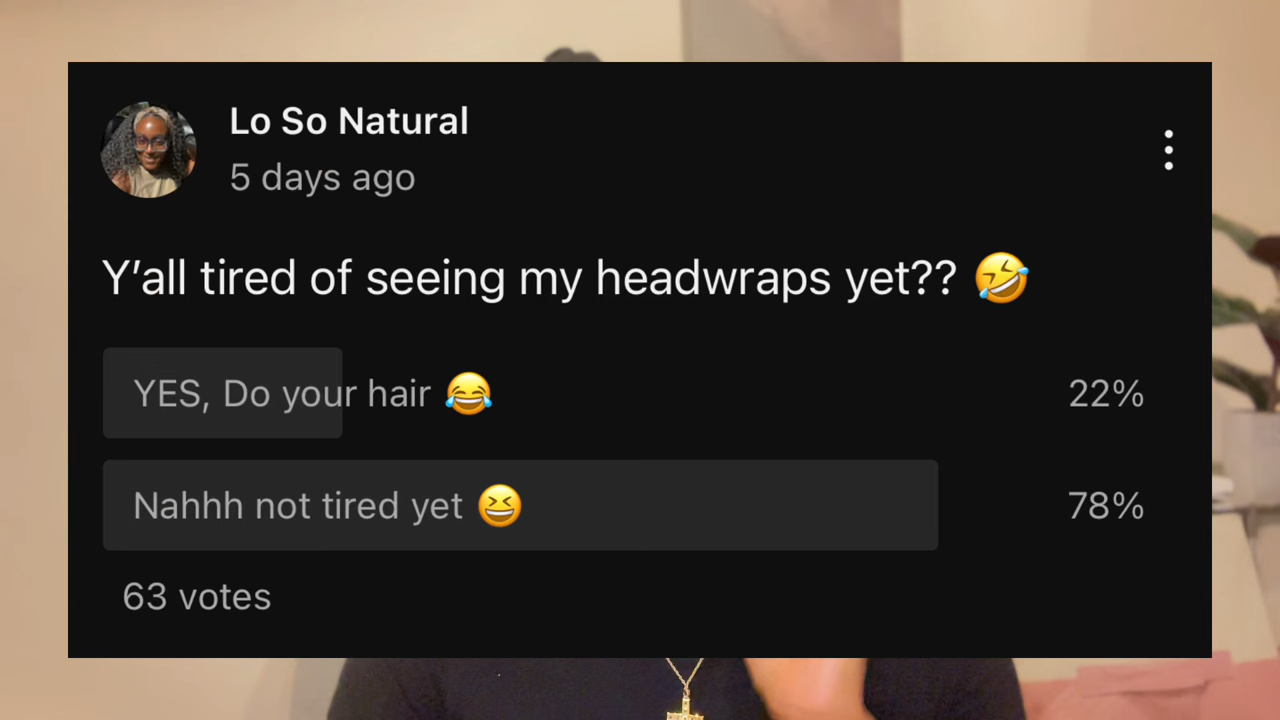 Lo So Natural
5 days ago
Y'all tired of seeing my headwraps yet?? 🤣
YES, Do your hair 😂 22%
Nahhh not tired yet 😆 78%
63 votes